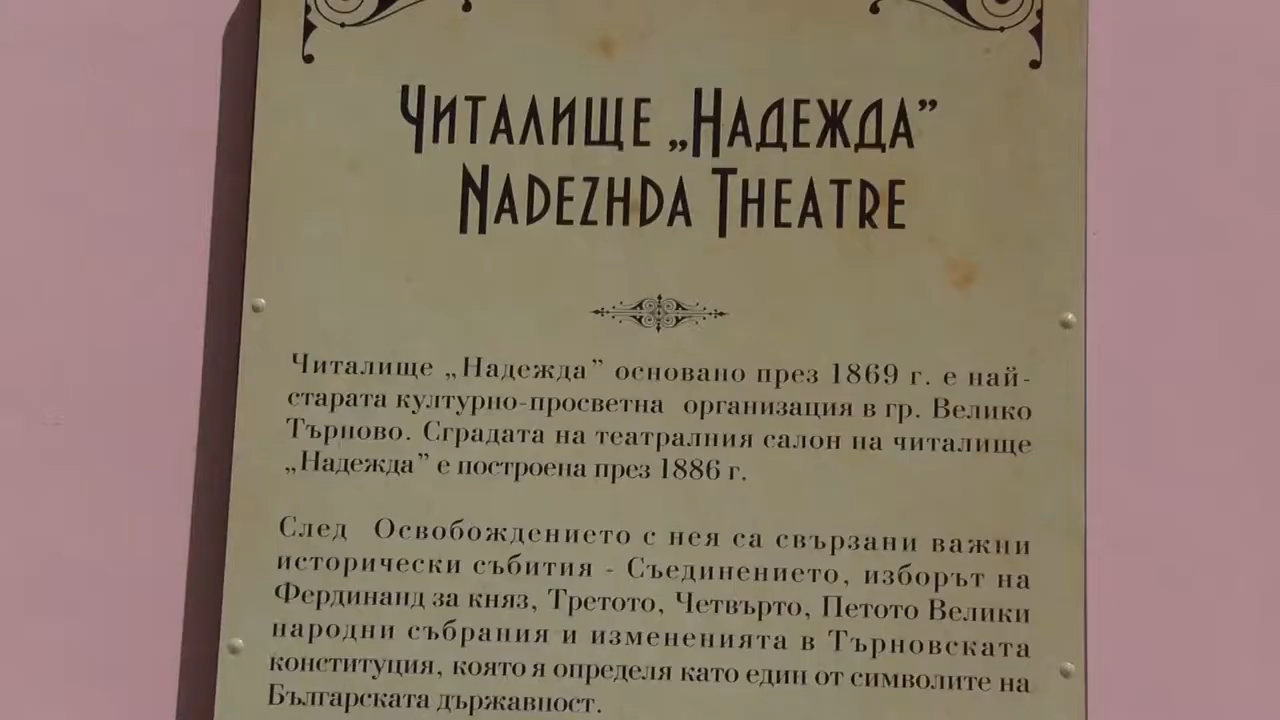 Читалище „Надежда”
Nadezhda Theatre
Читалище „Надежда” основано през 1869 г. е най-
старата културно-просветна организация в гр. Велико
Търново. Сградата на театралния салон на читалище
„Надежда” е построена през 1886 г.
След Освобождението с нея са свързани важни
исторически събития - Съединението, изборът на
Фердинанд за княз, Третото, Четвърто, Петото Велики
народни събрания и измененията в Търновската
конституция, която я определя като един от символите на
Българската държавност.